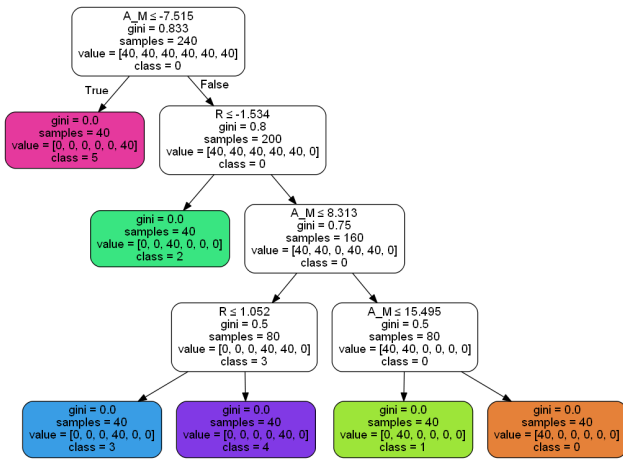 A_M ≤ -7.515
gini = 0.833
samples = 240
value = [40, 40, 40, 40, 40, 40]
class = 0
True
False
gini = 0.0
samples = 40
value = [0, 0, 0, 0, 0, 40]
class = 5
R ≤ -1.534
gini = 0.8
samples = 200
value = [40, 40, 40, 40, 40, 0]
class = 0
gini = 0.0
samples = 40
value = [0, 0, 40, 0, 0, 0]
class = 2
A_M ≤ 8.313
gini = 0.75
samples = 160
value = [40, 40, 0, 40, 40, 0]
class = 0
R ≤ 1.052
gini = 0.5
samples = 80
value = [0, 0, 0, 40, 40, 0]
class = 3
A_M ≤ 15.495
gini = 0.5
samples = 80
value = [40, 40, 0, 0, 0, 0]
class = 0
gini = 0.0
samples = 40
value = [0, 0, 0, 40, 0, 0]
class = 3
gini = 0.0
samples = 40
value = [0, 0, 0, 0, 40, 0]
class = 4
gini = 0.0
samples = 40
value = [0, 40, 0, 0, 0, 0]
class = 1
gini = 0.0
samples = 40
value = [40, 0, 0, 0, 0, 0]
class = 0